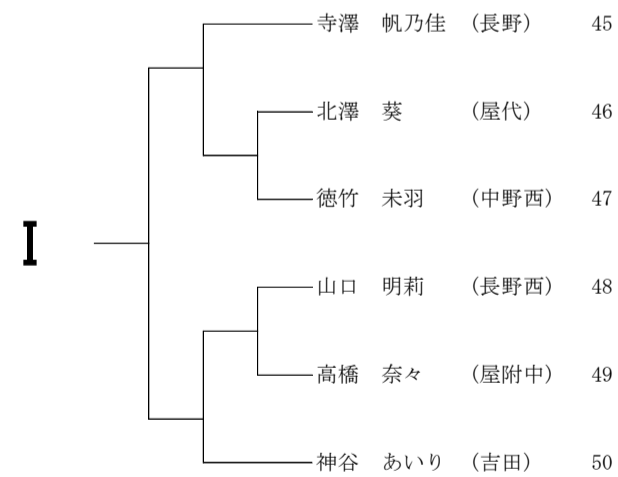 寺澤 帆乃佳 （長野） 45
北澤 葵 （屋代） 46
徳竹 未羽 （中野西） 47
I
山口 明莉 （長野西） 48
高橋 奈々 （屋附中） 49
神谷 あいり （吉田） 50